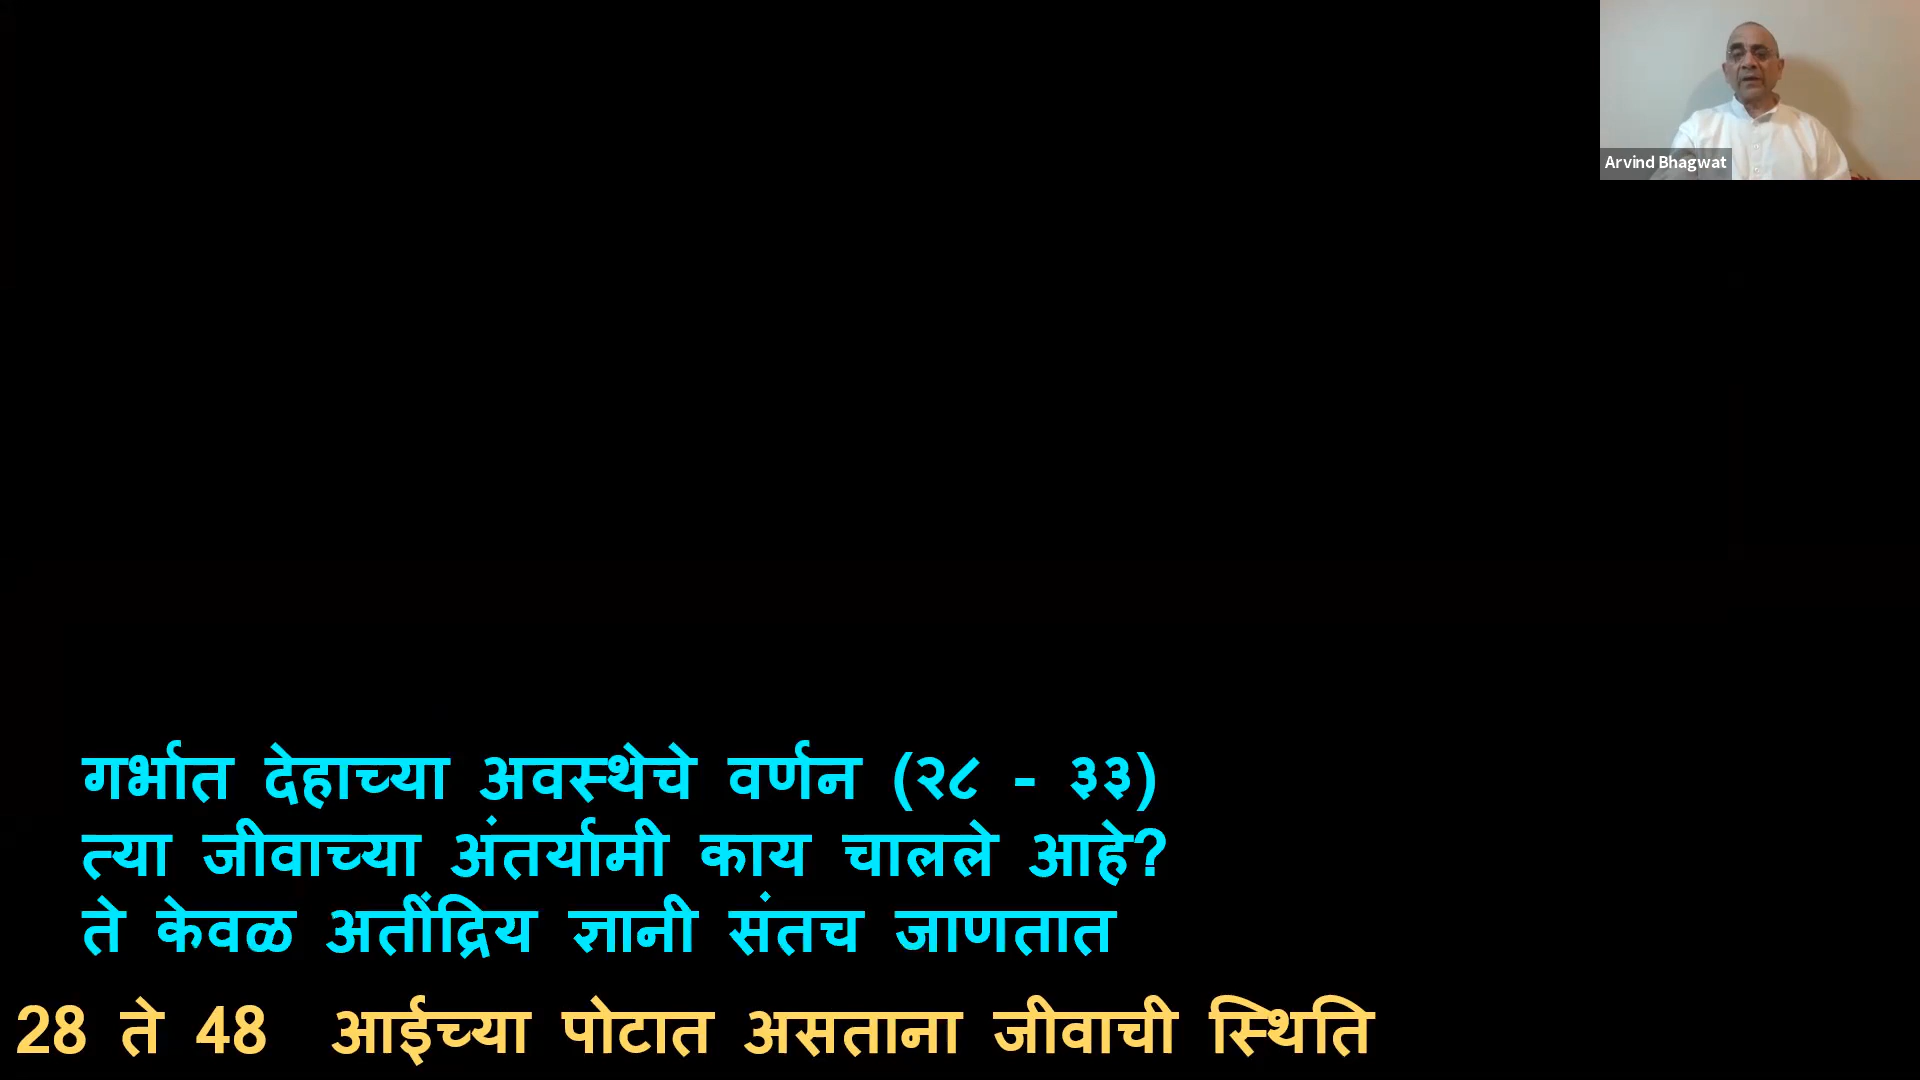 Arvind Bhagwat
गर्भात देहाच्या अवस्थेचे वर्णन (२८ - ३३)
त्या जीवाच्या अंतर्यामी काय चालले आहे?
ते केवळ अतींद्रिय ज्ञानी संतच जाणतात
28 ते 48 आईच्या पोटात असताना जीवाची स्थिति